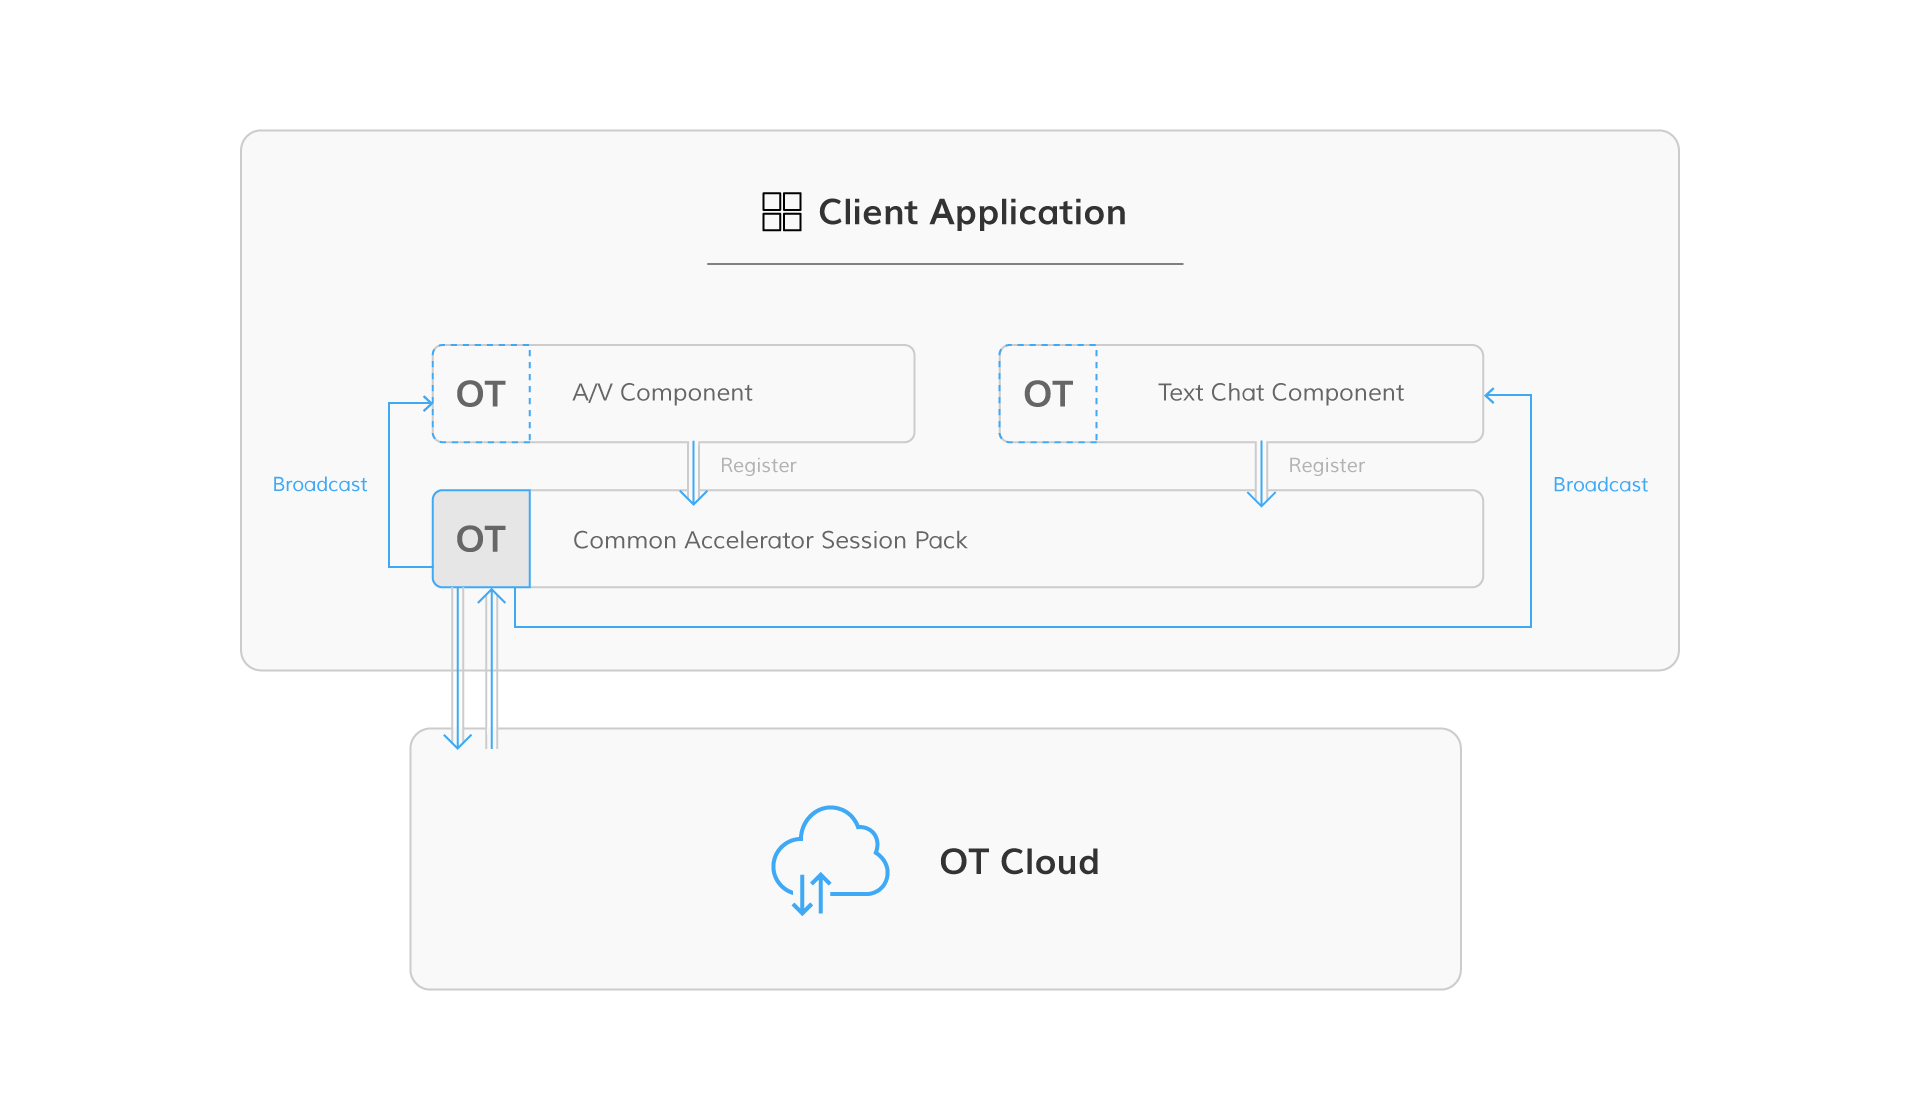 Client Application
OT
A/V Component
OT
Text Chat Component
Register
Register
Broadcast
Broadcast
OT
Common Accelerator Session Pack
OT Cloud